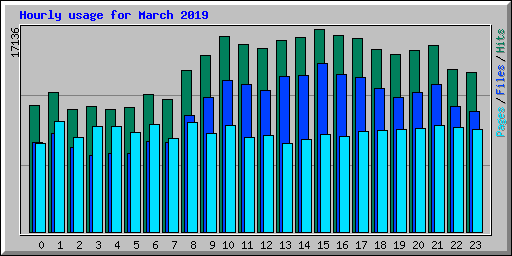 Hourly usage for March 2019
17136
Pages/Files/Hits
0 1 2 3 4 5 6 7 8 9 10 11 12 13 14 15 16 17 18 19 20 21 22 23